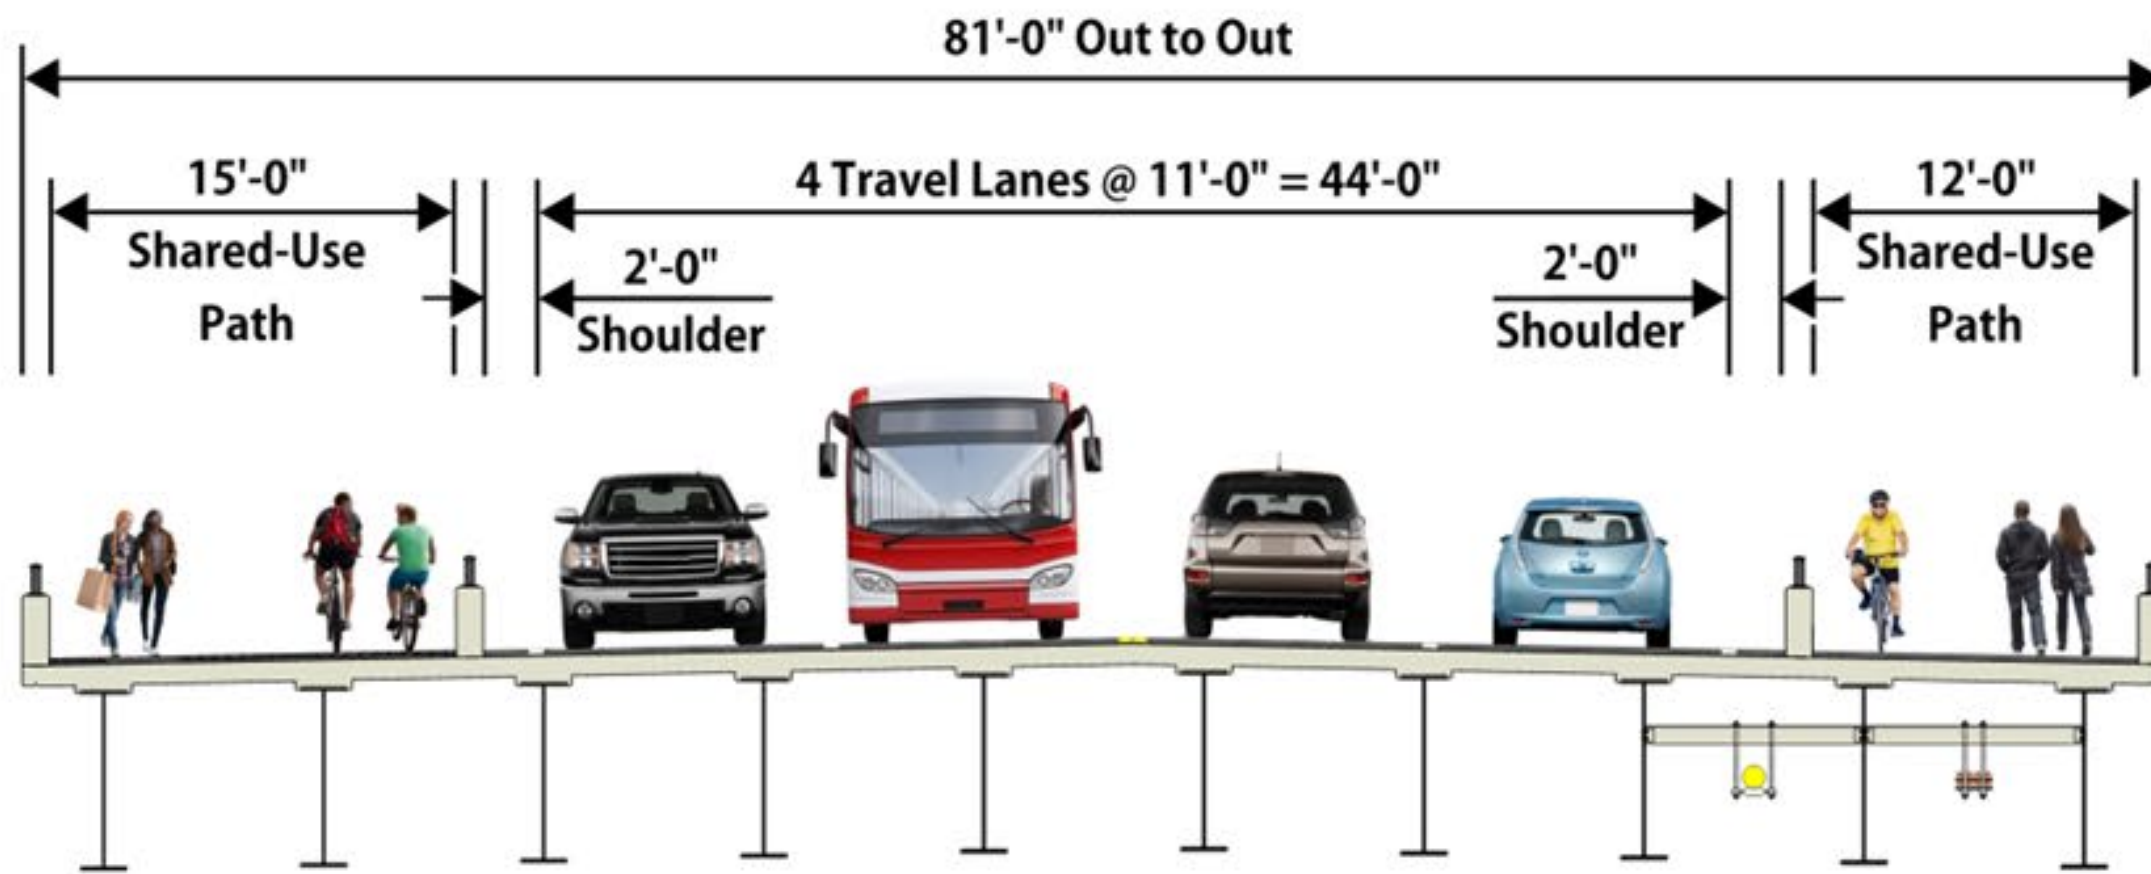 81'-0" Out to Out
15'-0"
Shared-Use
Path
4 Travel Lanes @ 11'-0" = 44'-0"
2'-0"
Shoulder
2'-0"
Shoulder
12'-0"
Shared-Use
Path